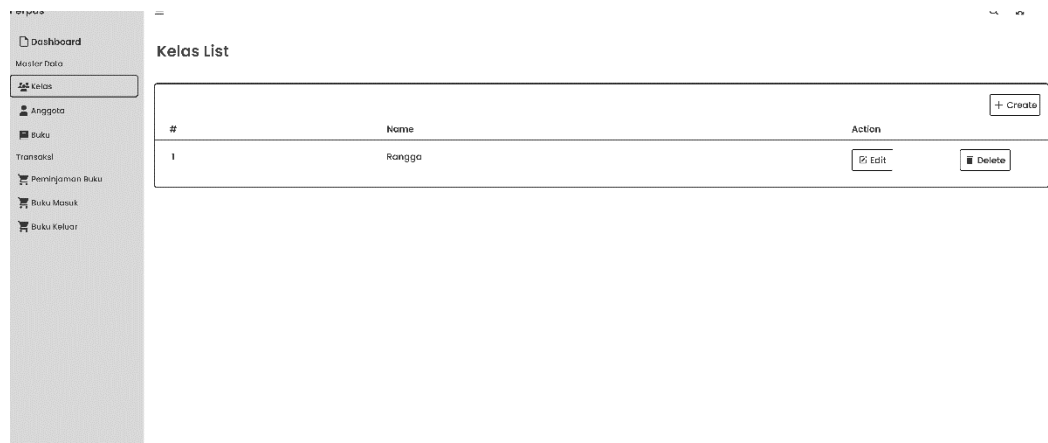 Perpus
Dashboard
Master Data
Kelas
Anggota
Buku
Transaksi
Peminjaman Buku
Buku Masuk
Buku Keluar
Kelas List
+ Create
# Name Action
1 Rangga Edit Delete